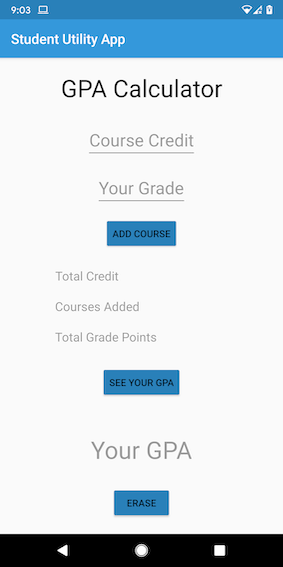 9:03
Student Utility App
GPA Calculator
Course Credit
Your Grade
ADD COURSE
Total Credit
Courses Added
Total Grade Points
SEE YOUR GPA
Your GPA
ERASE